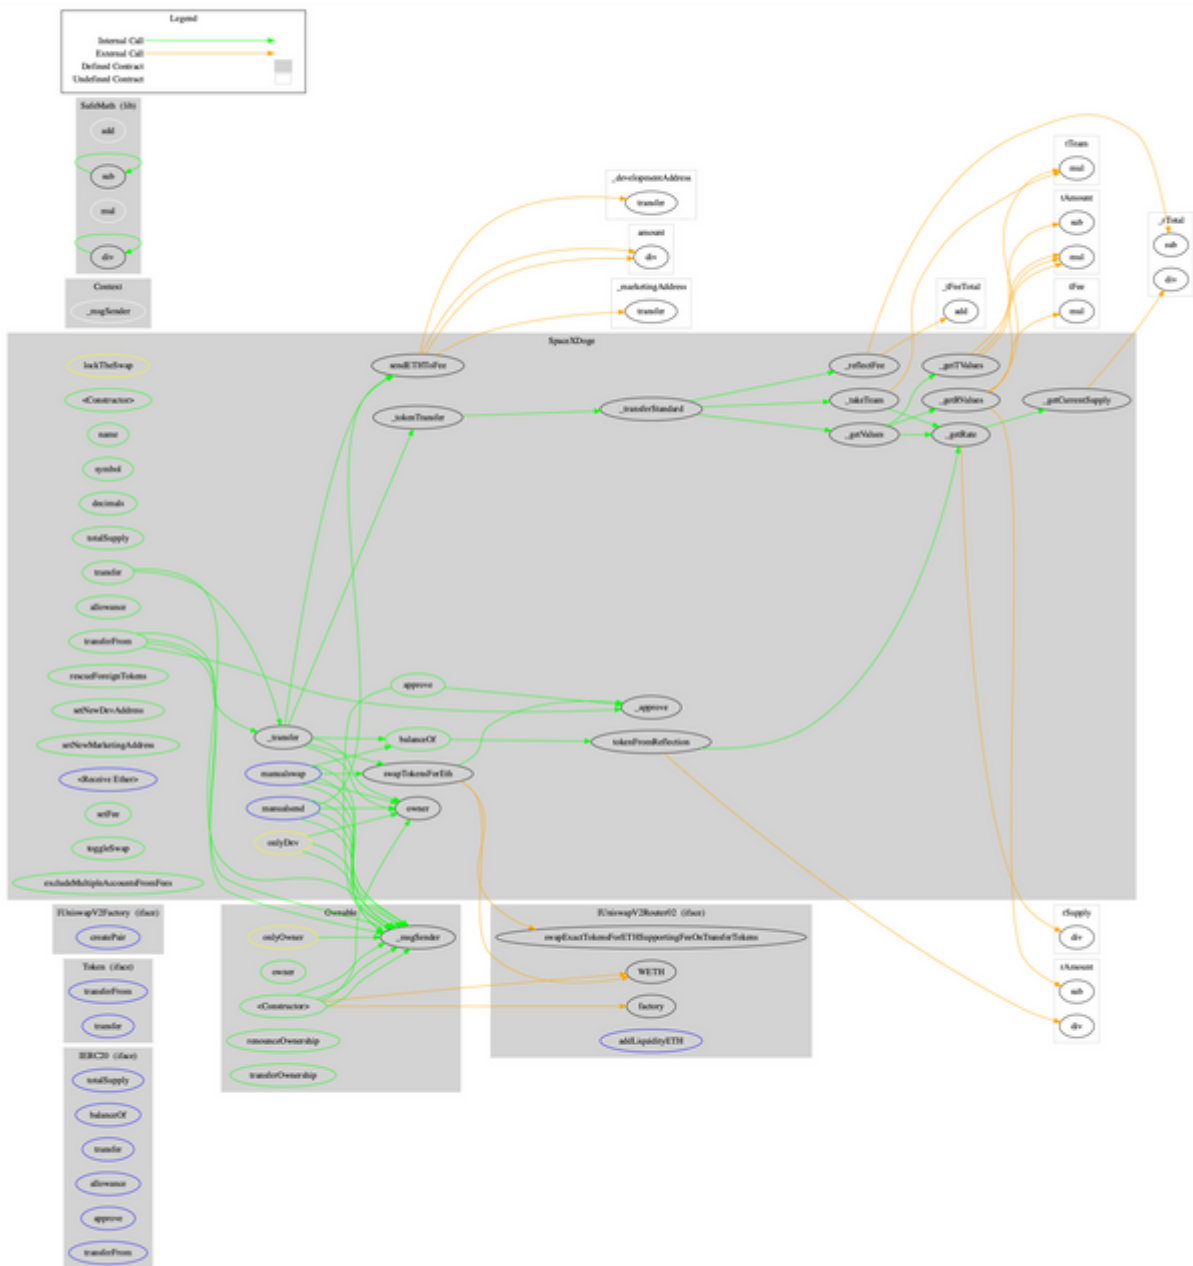 Legend
Internal Call
External Call
Defined Contract
Undefined Contract
SafeMath (lib)
add
sub
mul
div
Context
_msgSender
_developmentAddress
transfer
amount
div
_marketingAddress
transfer
_tFeeTotal
add
tTeam
mul
tAmount
sub
mul
tFee
mul
_rTotal
sub
div
SpaceXDoge
lockTheSwap
<Constructor>
name
symbol
decimals
totalSupply
transfer
allowance
transferFrom
rescueForeignTokens
setNewDevAddress
setNewMarketingAddress
<Receive Ether>
setFee
toggleSwap
excludeMultipleAccountsFromFees
_transfer
manualswap
manualsend
onlyDev
sendETHToFee
_tokenTransfer
approve
balanceOf
swapTokensForEth
owner
_transferStandard
_approve
tokenFromReflection
_reflectFee
_takeTeam
_getValues
_getTValues
_getRValues
_getRate
_getCurrentSupply
IUniswapV2Factory (iface)
createPair
Token (iface)
transferFrom
transfer
IERC20 (iface)
totalSupply
balanceOf
transfer
allowance
approve
transferFrom
Ownable
onlyOwner
owner
<Constructor>
renounceOwnership
transferOwnership
_msgSender
IUniswapV2Router02 (iface)
swapExactTokensForETHSupportingFeeOnTransferTokens
WETH
factory
addLiquidityETH
rSupply
div
rAmount
sub
div